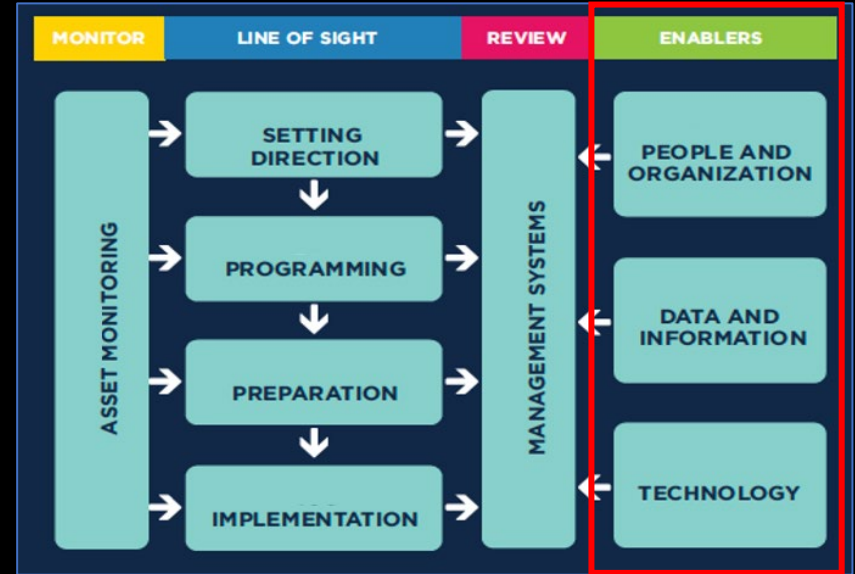 MONITOR
LINE OF SIGHT
REVIEW
ENABLERS
ASSET MONITORING
SETTING
DIRECTION
PROGRAMMING
PREPARATION
IMPLEMENTATION
MANAGEMENT SYSTEMS
PEOPLE AND
ORGANIZATION
DATA AND
INFORMATION
TECHNOLOGY